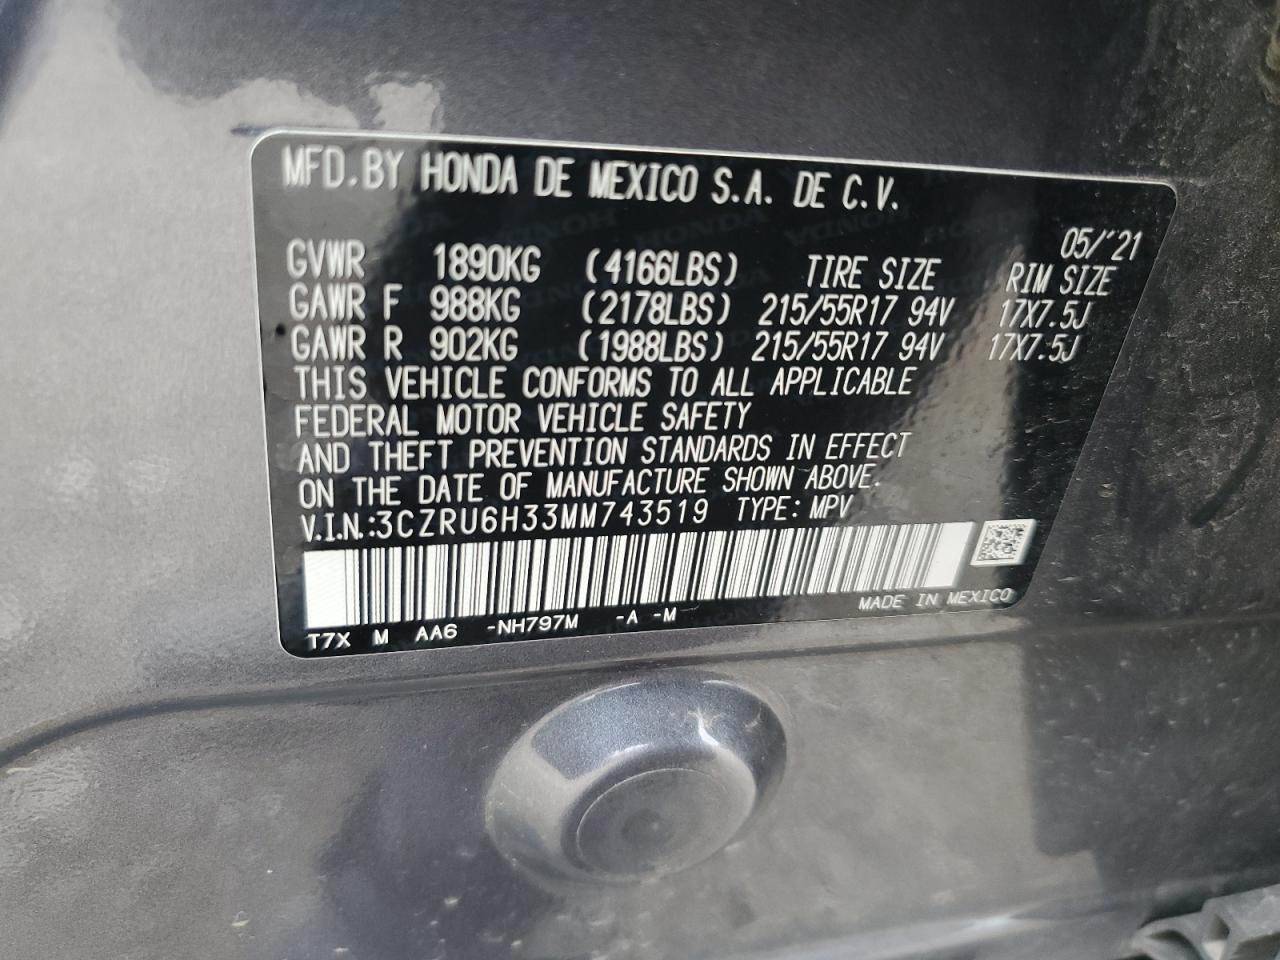 MFD.BY HONDA DE MEXICO S.A. DE C.V.
05/'21
GVWR 1890KG (4166LBS) TIRE SIZE RIM SIZE
GAWR F 988KG (2178LBS) 215/55R17 94V 17X7.5J
GAWR R 902KG (1988LBS) 215/55R17 94V 17X7.5J
THIS VEHICLE CONFORMS TO ALL APPLICABLE
FEDERAL MOTOR VEHICLE SAFETY
AND THEFT PREVENTION STANDARDS IN EFFECT
ON THE DATE OF MANUFACTURE SHOWN ABOVE.
V.I.N.:3CZRU6H33MM743519 TYPE: MPV
MADE IN MEXICO
T7X M AA6 -NH797M -A -M